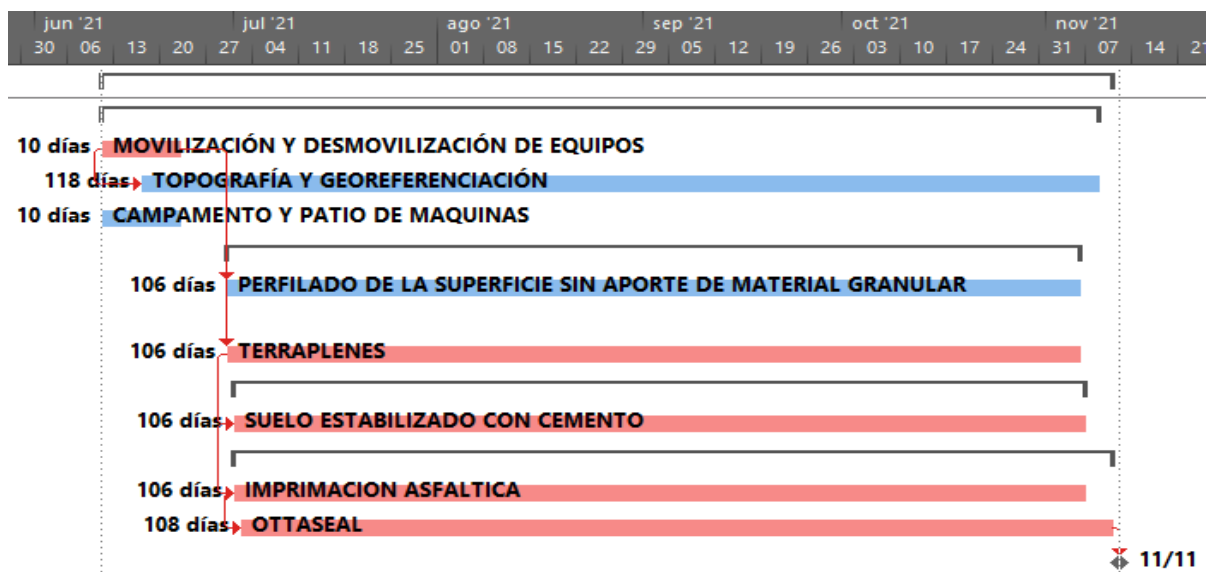 jun '21 jul '21 ago '21 sep '21 oct '21 nov '21
30 06 13 20 27 04 11 18 25 01 08 15 22 29 05 12 19 26 03 10 17 24 31 07 14 21
10 días MOVILIZACIÓN Y DESMOVILIZACIÓN DE EQUIPOS
118 días TOPOGRAFÍA Y GEOREFERENCIACIÓN
10 días CAMPAMENTO Y PATIO DE MAQUINAS
106 días PERFILADO DE LA SUPERFICIE SIN APORTE DE MATERIAL GRANULAR
106 días TERRAPLENES
106 días SUELO ESTABILIZADO CON CEMENTO
106 días IMPRIMACION ASFALTICA
108 días OTTASEAL
11/11